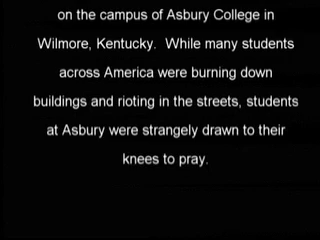 on the campus of Asbury College in
Wilmore, Kentucky.  While many students
across America were burning down
buildings and rioting in the streets, students
at Asbury were strangely drawn to their
knees to pray.